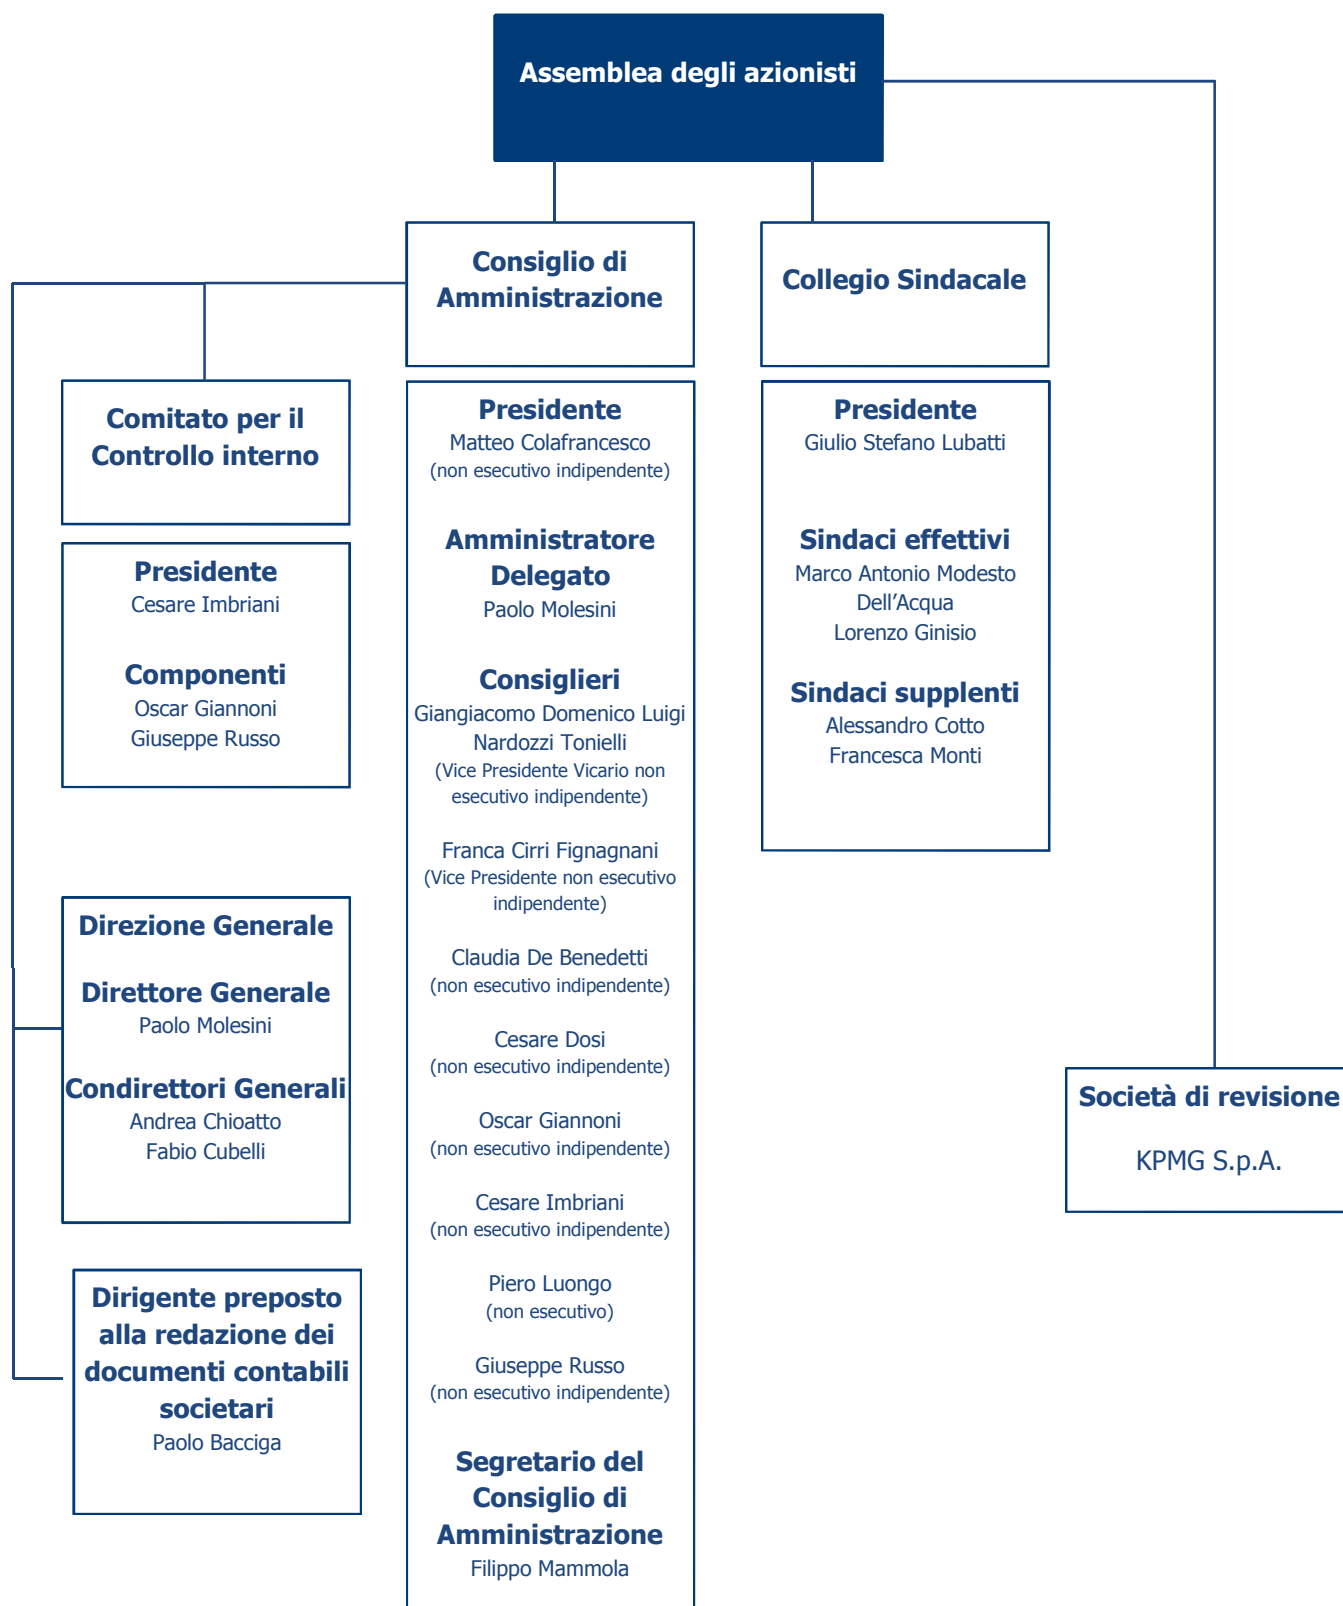 Assemblea degli azionisti
Consiglio di
Amministrazione
Presidente
Matteo Colafrancesco
(non esecutivo indipendente)
Amministratore
Delegato
Paolo Molesini
Consiglieri
Giangiacomo Domenico Luigi
Nardozzi Tonielli
(Vice Presidente Vicario non
esecutivo indipendente)
Franca Cirri Fignagnani
(Vice Presidente non esecutivo
indipendente)
Claudia De Benedetti
(non esecutivo indipendente)
Cesare Dosi
(non esecutivo indipendente)
Oscar Giannoni
(non esecutivo indipendente)
Cesare Imbriani
(non esecutivo indipendente)
Piero Luongo
(non esecutivo)
Giuseppe Russo
(non esecutivo indipendente)
Segretario del
Consiglio di
Amministrazione
Filippo Mammola
Collegio Sindacale
Presidente
Giulio Stefano Lubatti
Sindaci effettivi
Marco Antonio Modesto
Dell’Acqua
Lorenzo Ginisio
Sindaci supplenti
Alessandro Cotto
Francesca Monti
Comitato per il
Controllo interno
Presidente
Cesare Imbriani
Componenti
Oscar Giannoni
Giuseppe Russo
Direzione Generale
Direttore Generale
Paolo Molesini
Condirettori Generali
Andrea Chioatto
Fabio Cubelli
Dirigente preposto
alla redazione dei
documenti contabili
societari
Paolo Bacciga
Società di revisione
KPMG S.p.A.